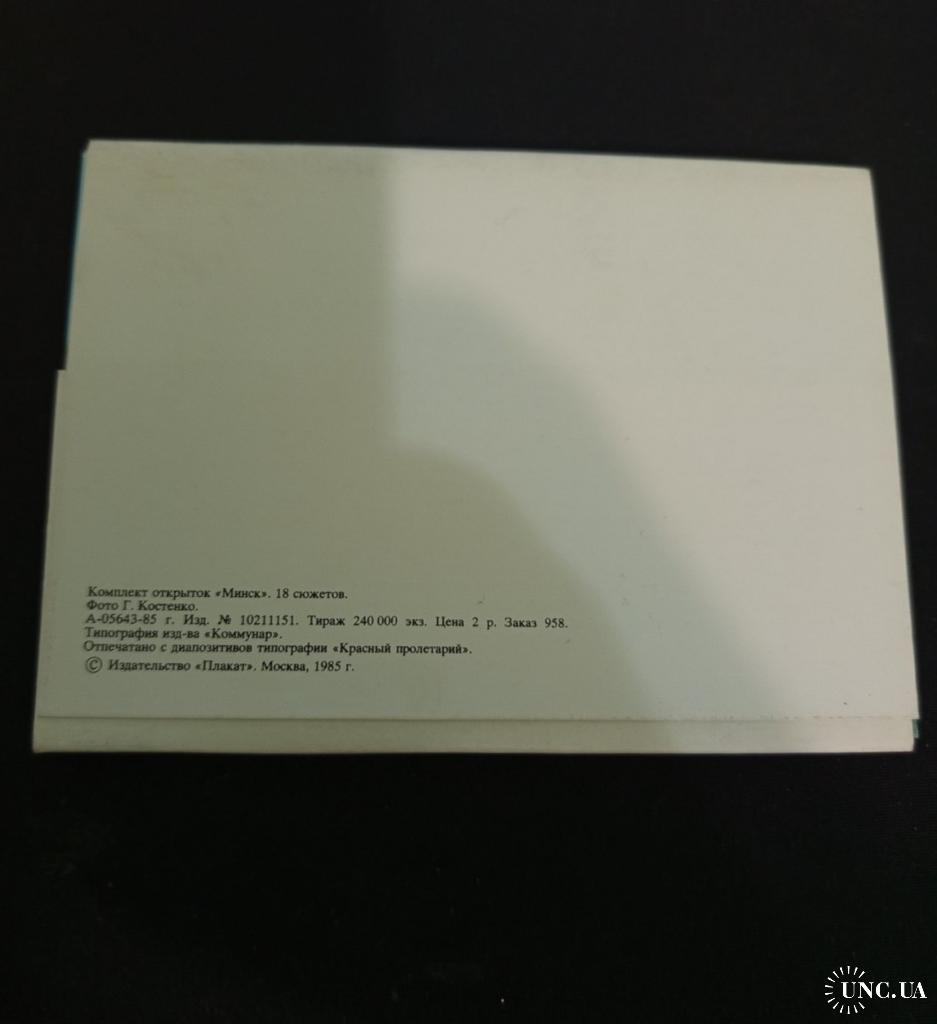 Комплект открыток «Минск». 18 сюжетов.
Фото Г. Костенко.
А-05643-85 г. Изд. № 10211151. Тираж 240 000 экз. Цена 2 р. Заказ 958.
Типография изд-ва «Коммунар».
Отпечатано с диапозитивов типографии «Красный пролетарий».
© Издательство «Плакат». Москва, 1985 г.
UNC.UA